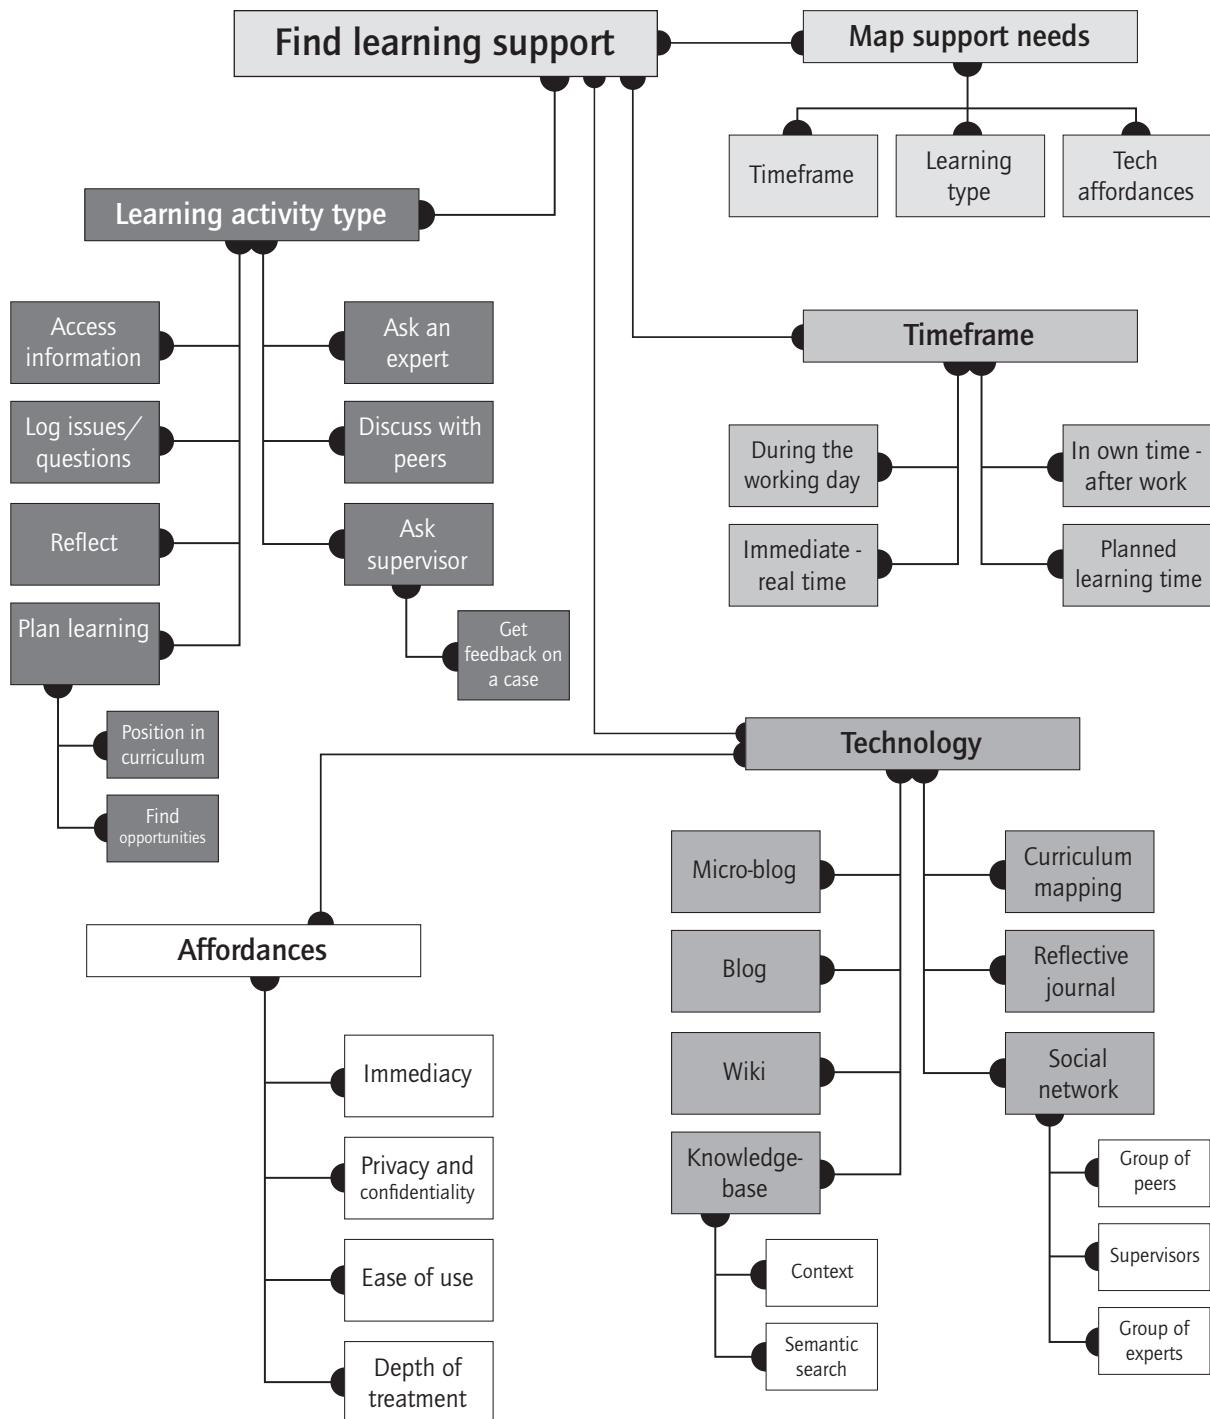 Find learning support
Map support needs
Timeframe
Learning
type
Tech
affordances
Learning activity type
Access
information
Log issues/
questions
Reflect
Plan learning
Position in
curriculum
Find
opportunities
Ask an
expert
Discuss with
peers
Ask
supervisor
Get
feedback on
a case
Timeframe
During the
working day
Immediate -
real time
In own time -
after work
Planned
learning time
Technology
Micro-blog
Blog
Wiki
Knowledge-
base
Context
Semantic
search
Curriculum
mapping
Reflective
journal
Social
network
Group of
peers
Supervisors
Group of
experts
Affordances
Immediacy
Privacy and
confidentiality
Ease of use
Depth of
treatment